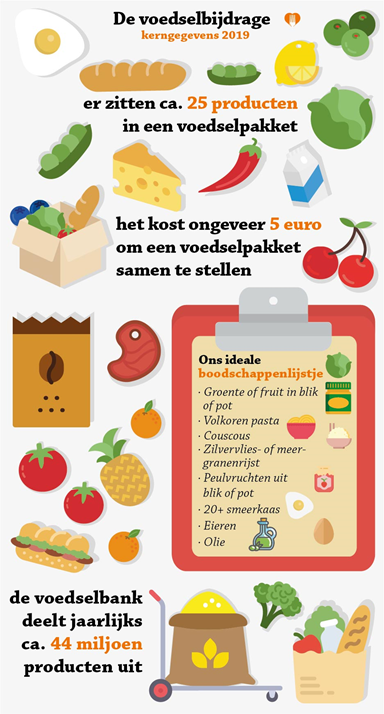 De voedselbijdrage
kerngegevens 2019
er zitten ca. 25 producten
in een voedselpakket
het kost ongeveer 5 euro
om een voedselpakket
samen te stellen
Ons ideale
boodschappenlijstje
· Groente of fruit in blik
of pot
· Volkoren pasta
· Couscous
· Zilvervlies- of meer-
granenrijst
· Peulvruchten uit
blik of pot
· 20+ smeerkaas
· Eieren
· Olie
de voedselbank
deelt jaarlijks
ca. 44 miljoen
producten uit